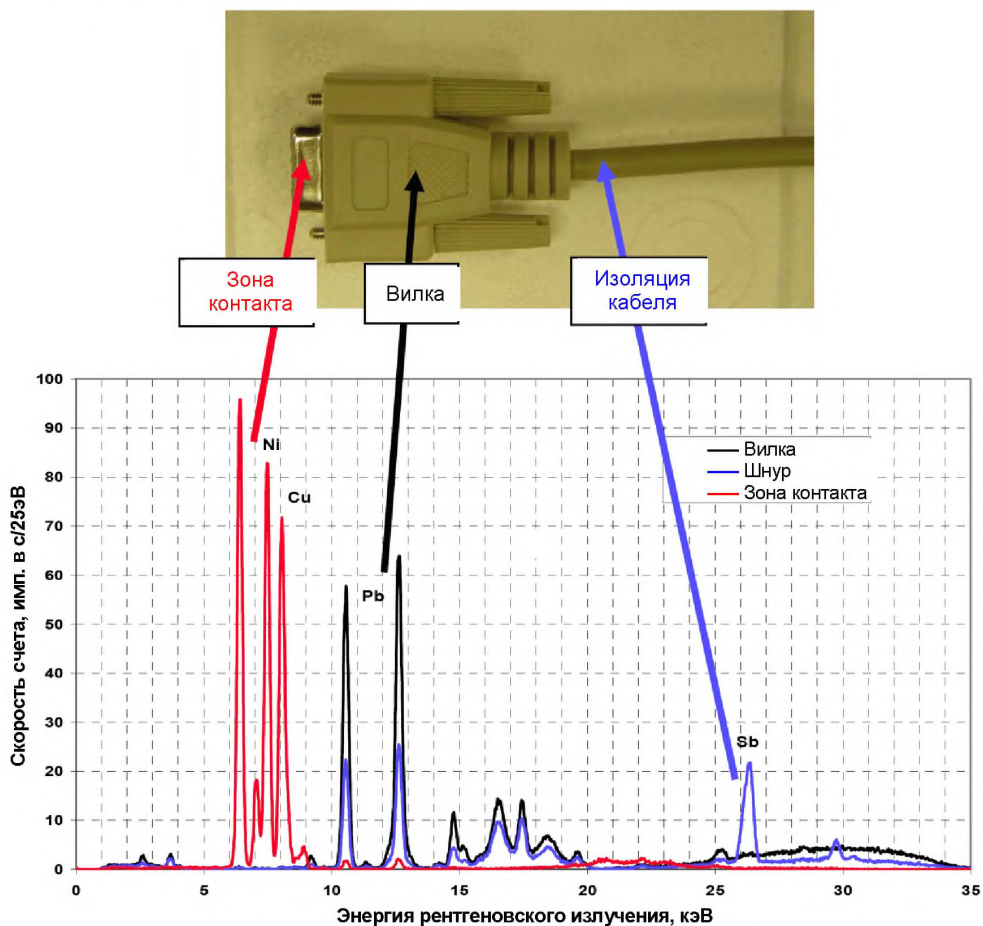 Зона
контакта
Вилка
Изоляция
кабеля
100
90
80
70
60
50
40
30
20
10
0
Ni
Cu
Pb
Sb
Вилка
Шнур
Зона контакта
0 5 10 15 20 25 30 35
Скорость счета, имп. в с/25эВ
Энергия рентгеновского излучения, кэВ